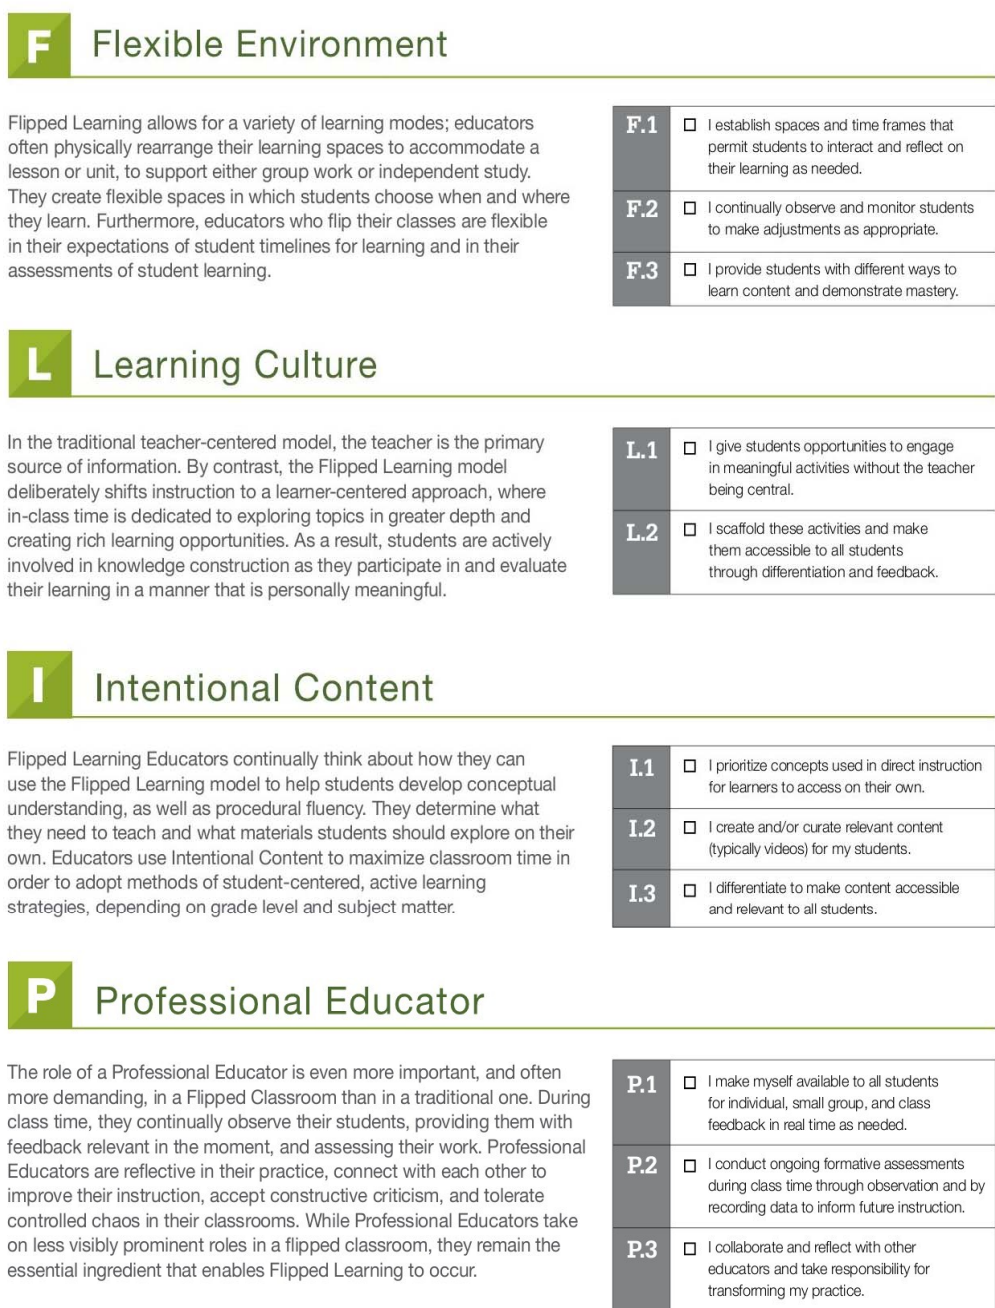 F Flexible Environment
Flipped Learning allows for a variety of learning modes; educators
often physically rearrange their learning spaces to accommodate a
lesson or unit, to support either group work or independent study.
They create flexible spaces in which students choose when and where
they learn. Furthermore, educators who flip their classes are flexible
in their expectations of student timelines for learning and in their
assessments of student learning.
F.1
I establish spaces and time frames that
permit students to interact and reflect on
their learning as needed.
F.2
I continually observe and monitor students
to make adjustments as appropriate.
F.3
I provide students with different ways to
learn content and demonstrate mastery.
L Learning Culture
In the traditional teacher-centered model, the teacher is the primary
source of information. By contrast, the Flipped Learning model
deliberately shifts instruction to a learner-centered approach, where
in-class time is dedicated to exploring topics in greater depth and
creating rich learning opportunities. As a result, students are actively
involved in knowledge construction as they participate in and evaluate
their learning in a manner that is personally meaningful.
L.1
I give students opportunities to engage
in meaningful activities without the teacher
being central.
L.2
I scaffold these activities and make
them accessible to all students
through differentiation and feedback.
I Intentional Content
Flipped Learning Educators continually think about how they can
use the Flipped Learning model to help students develop conceptual
understanding, as well as procedural fluency. They determine what
they need to teach and what materials students should explore on their
own. Educators use Intentional Content to maximize classroom time in
order to adopt methods of student-centered, active learning
strategies, depending on grade level and subject matter.
I.1
I prioritize concepts used in direct instruction
for learners to access on their own.
I.2
I create and/or curate relevant content
(typically videos) for my students.
I.3
I differentiate to make content accessible
and relevant to all students.
P Professional Educator
The role of a Professional Educator is even more important, and often
more demanding, in a Flipped Classroom than in a traditional one. During
class time, they continually observe their students, providing them with
feedback relevant in the moment, and assessing their work. Professional
Educators are reflective in their practice, connect with each other to
improve their instruction, accept constructive criticism, and tolerate
controlled chaos in their classrooms. While Professional Educators take
on less visibly prominent roles in a flipped classroom, they remain the
essential ingredient that enables Flipped Learning to occur.
P.1
I make myself available to all students
for individual, small group, and class
feedback in real time as needed.
P.2
I conduct ongoing formative assessments
during class time through observation and by
recording data to inform future instruction.
P.3
I collaborate and reflect with other
educators and take responsibility for
transforming my practice.